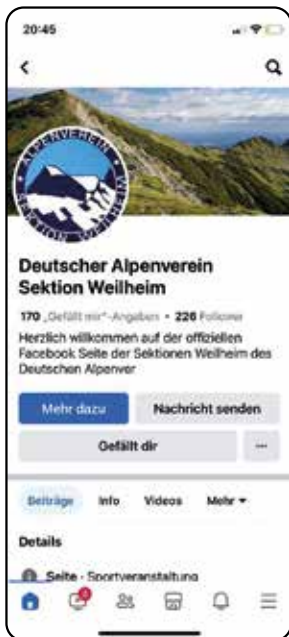 20:45
ALPENVEREIN
SEKTION WEILHEIM
Deutscher Alpenverein
Sektion Weilheim
170 „Gefällt mir“-Angaben • 226 Follower
Herzlich willkommen auf der offiziellen
Facebook Seite der Sektionen Weilheim des
Deutschen Alpenver
Mehr dazu
Nachricht senden
Gefällt dir
...
Beiträge Info Videos Mehr
Details
Seite · Sportveranstaltung